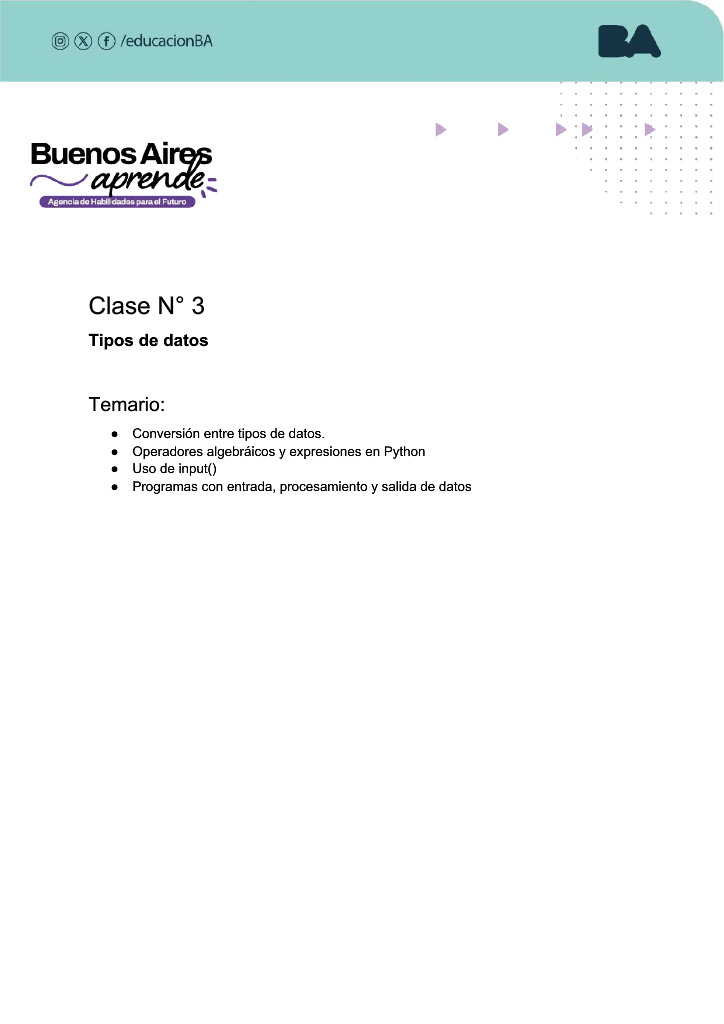 /educacionBA
BA
Buenos Aires
aprende
Agencia de Habilidades para el Futuro
Clase N° 3
Tipos de datos
Temario:
● Conversión entre tipos de datos.
● Operadores algebráicos y expresiones en Python
● Uso de input()
● Programas con entrada, procesamiento y salida de datos